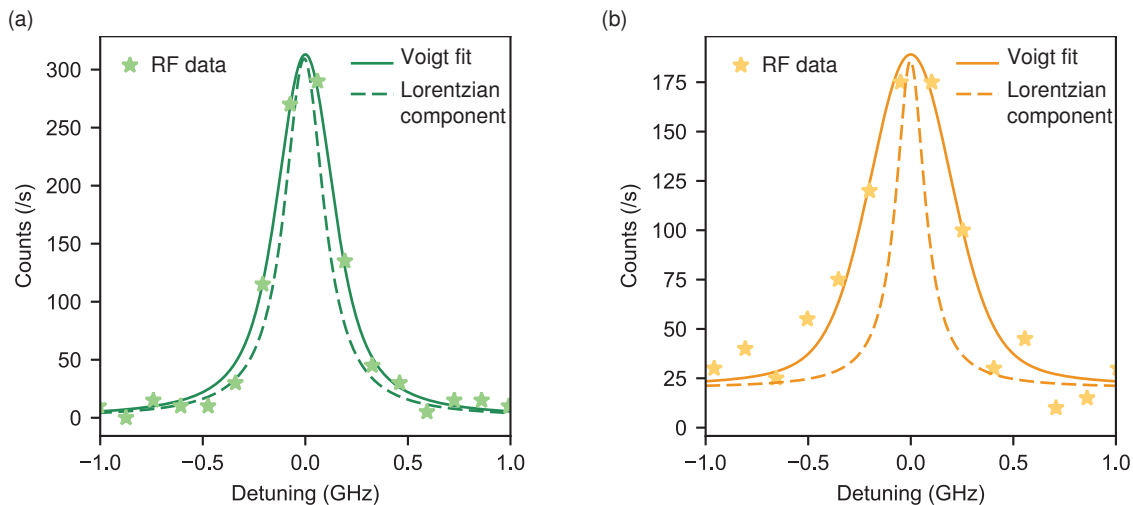 (a)
RF data
Voigt fit
Lorentzian
component
Counts (/s)
300
250
200
150
100
50
0
−1.0 −0.5 0.0 0.5 1.0
Detuning (GHz)
(b)
RF data
Voigt fit
Lorentzian
component
Counts (/s)
175
150
125
100
75
50
25
0
−1.0 −0.5 0.0 0.5 1.0
Detuning (GHz)